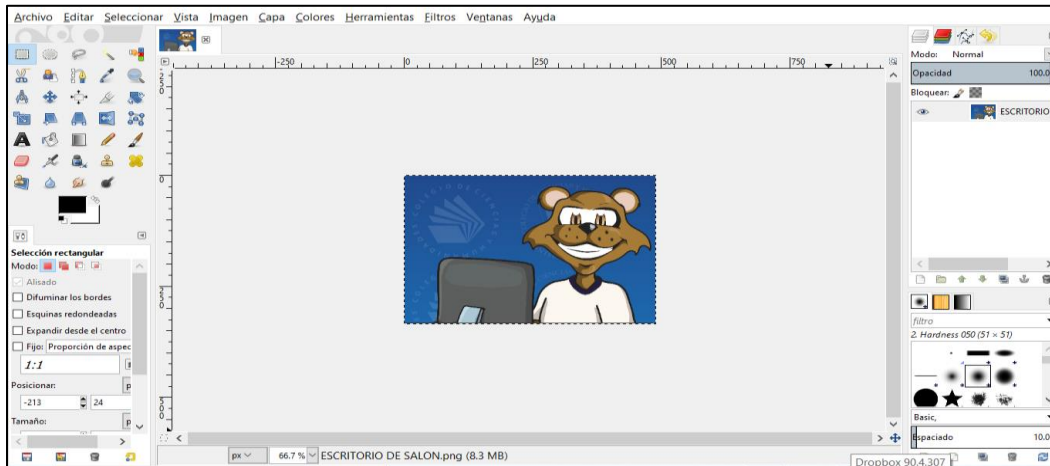 Archivo Editar Seleccionar Vista Imagen Capa Colores Herramientas Filtros Ventanas Ayuda
-250 0 250 500 750
Modo: Normal
Opacidad 100.0
Bloquear:
ESCRITORIO
Selección rectangular
Modo:
Alisado
Difuminar los bordes
Esquinas redondeadas
Expandir desde el centro
Fijo: Proporción de aspec
1:1
Posicionar:
-213 24
Tamaño:
filtro
2. Hardness 050 (51 × 51)
Basic,
Espaciado 10.0
px 66.7 % ESCRITORIO DE SALON.png (8.3 MB)
Dropbox 90.4.307